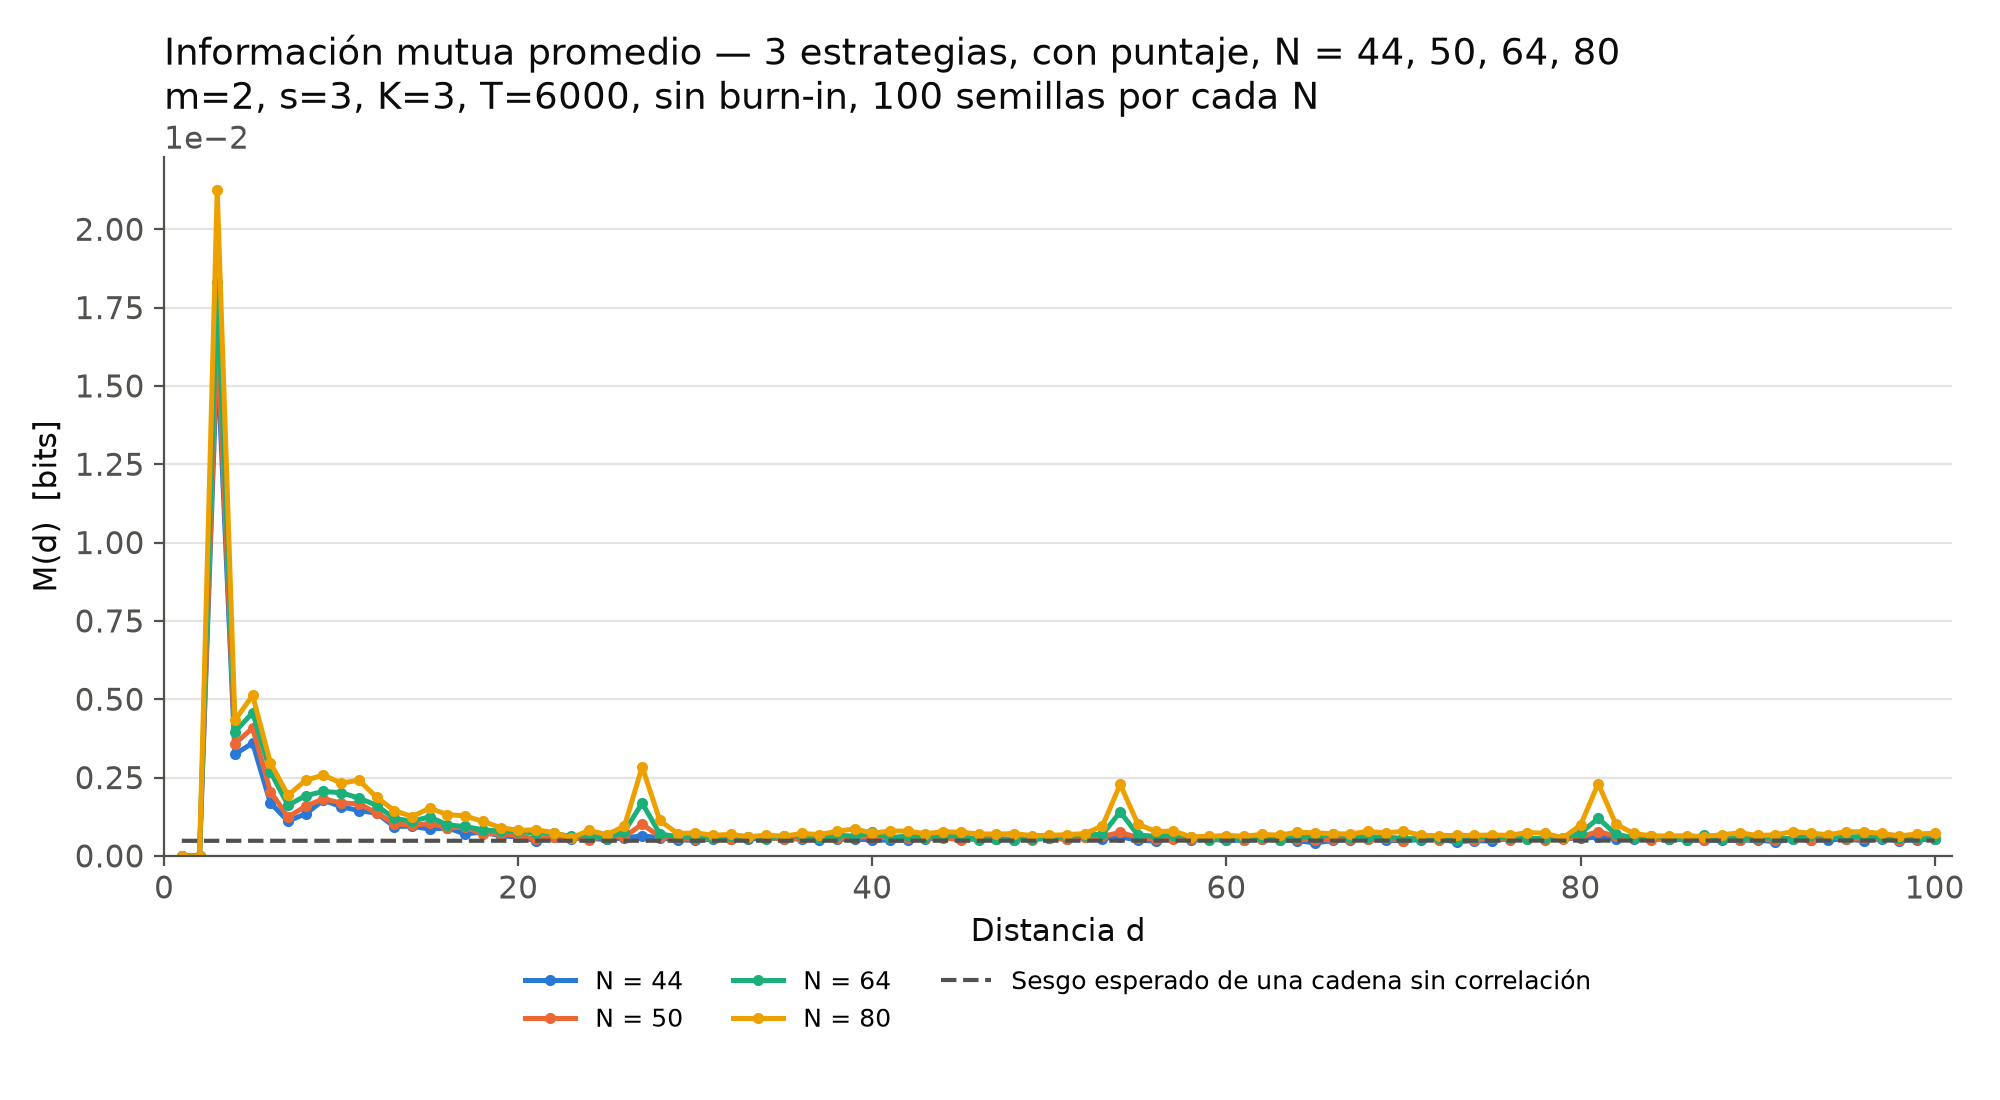 Información mutua promedio — 3 estrategias, con puntaje, N = 44, 50, 64, 80
m=2, s=3, K=3, T=6000, sin burn-in, 100 semillas por cada N
1e−2
2.00
1.75
1.50
1.25
1.00
0.75
0.50
0.25
0.00
M(d) [bits]
0 20 40 60 80 100
Distancia d
N = 44 N = 64 Sesgo esperado de una cadena sin correlación
N = 50 N = 80